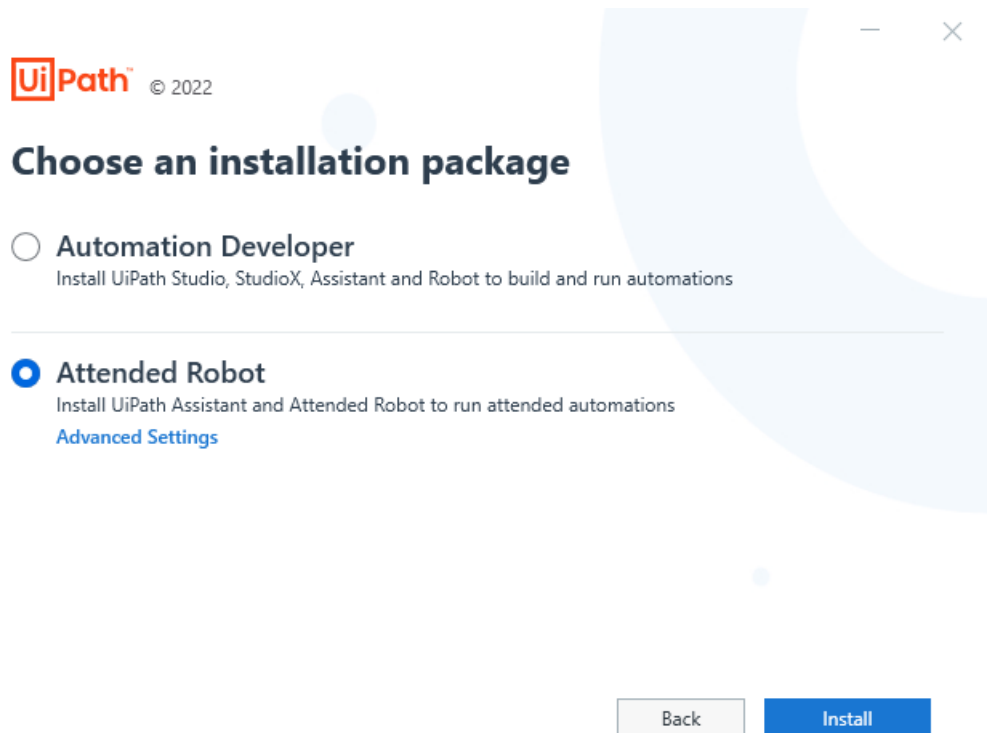 UiPath™ © 2022
Choose an installation package
Automation Developer
Install UiPath Studio, StudioX, Assistant and Robot to build and run automations
Attended Robot
Install UiPath Assistant and Attended Robot to run attended automations
Advanced Settings
Back Install